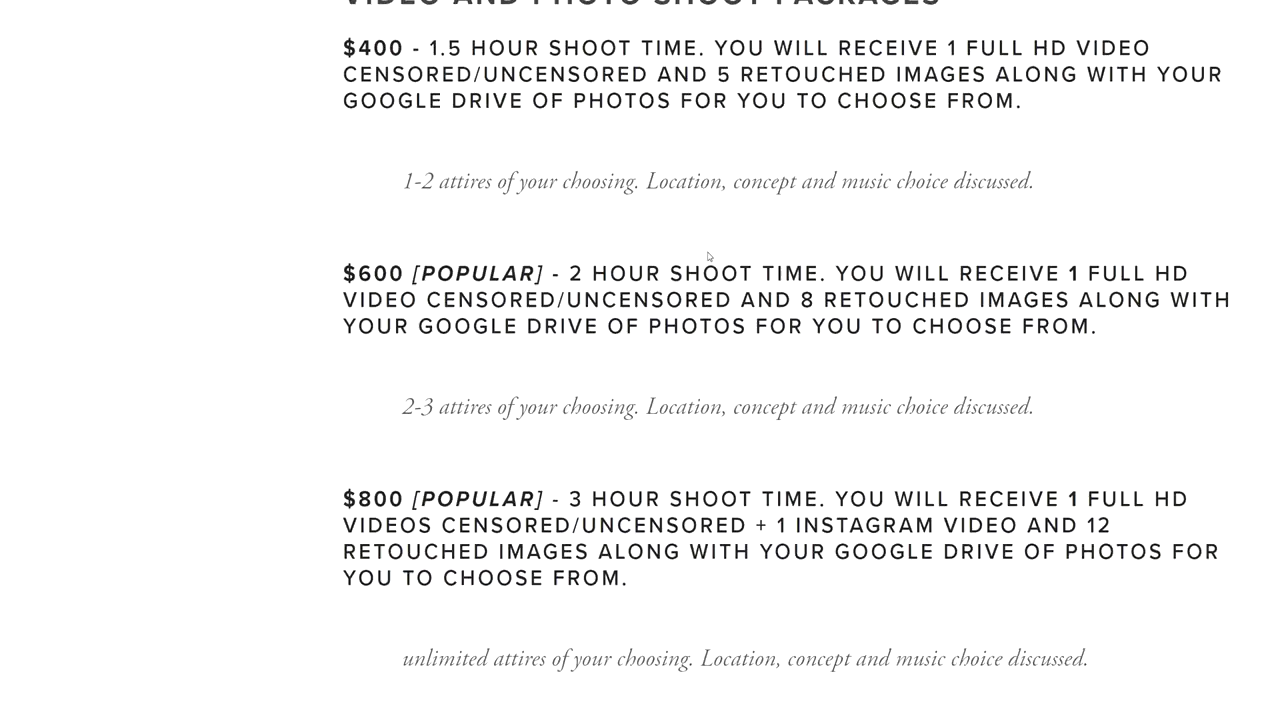 VIDEO AND PHOTO SHOOT PACKAGES
$400 - 1.5 HOUR SHOOT TIME. YOU WILL RECEIVE 1 FULL HD VIDEO
CENSORED/UNCENSORED AND 5 RETOUCHED IMAGES ALONG WITH YOUR
GOOGLE DRIVE OF PHOTOS FOR YOU TO CHOOSE FROM.
1-2 attires of your choosing. Location, concept and music choice discussed.
$600 [POPULAR] - 2 HOUR SHOOT TIME. YOU WILL RECEIVE 1 FULL HD
VIDEO CENSORED/UNCENSORED AND 8 RETOUCHED IMAGES ALONG WITH
YOUR GOOGLE DRIVE OF PHOTOS FOR YOU TO CHOOSE FROM.
2-3 attires of your choosing. Location, concept and music choice discussed.
$800 [POPULAR] - 3 HOUR SHOOT TIME. YOU WILL RECEIVE 1 FULL HD
VIDEOS CENSORED/UNCENSORED + 1 INSTAGRAM VIDEO AND 12
RETOUCHED IMAGES ALONG WITH YOUR GOOGLE DRIVE OF PHOTOS FOR
YOU TO CHOOSE FROM.
unlimited attires of your choosing. Location, concept and music choice discussed.